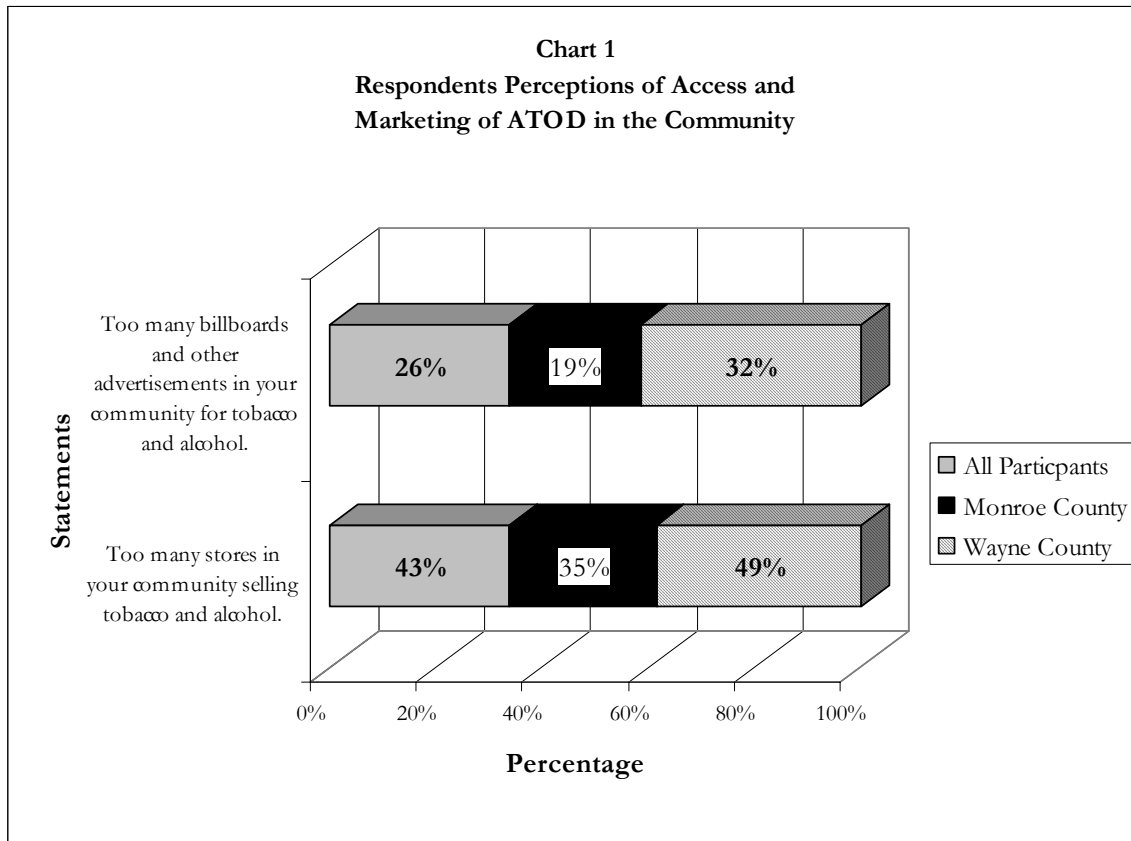 Chart 1
Respondents Perceptions of Access and
Marketing of ATOD in the Community
Statements
Too many billboards
and other
advertisements in your
community for tobacco
and alcohol.
26%
19%
32%
Too many stores in
your community selling
tobacco and alcohol.
43%
35%
49%
0%
20%
40%
60%
80%
100%
Percentage
All Particpants
Monroe County
Wayne County